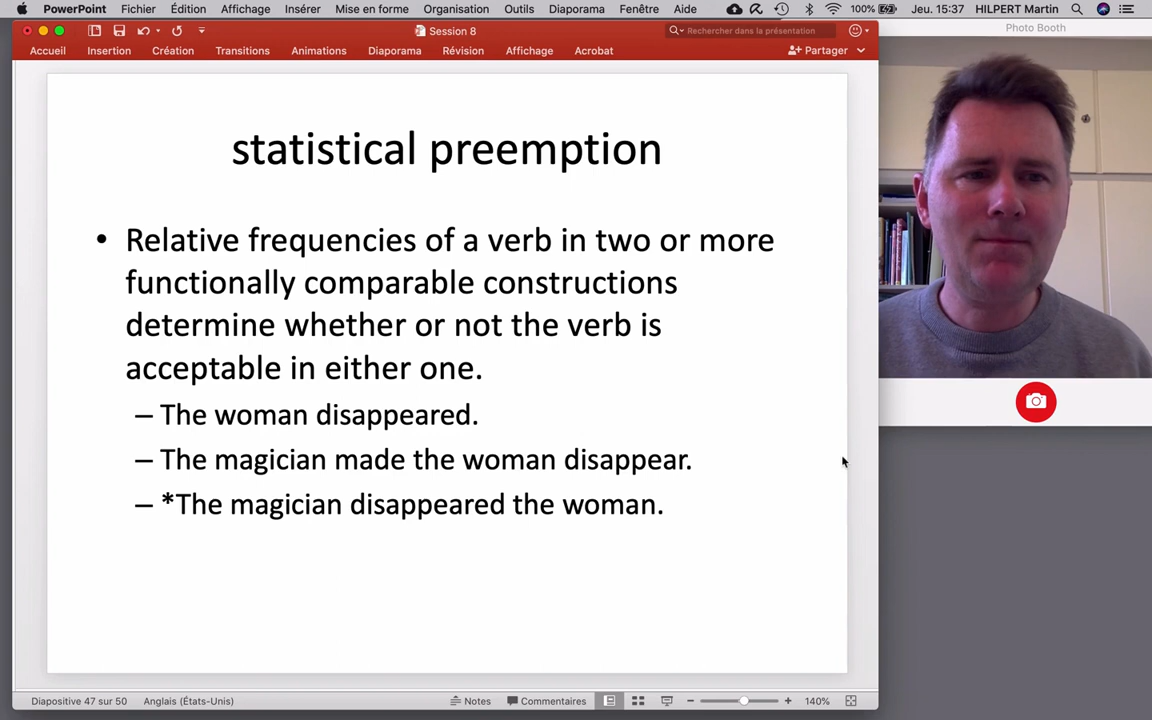 PowerPoint Fichier Édition Affichage Insérer Mise en forme Organisation Outils Diaporama Fenêtre Aide 100% Jeu. 15:37 HILPERT Martin
Session 8
Rechercher dans la présentation
Photo Booth
Accueil Insertion Création Transitions Animations Diaporama Révision Affichage Acrobat Partager
statistical preemption
• Relative frequencies of a verb in two or more
functionally comparable constructions
determine whether or not the verb is
acceptable in either one.
– The woman disappeared.
– The magician made the woman disappear.
– *The magician disappeared the woman.
Diapositive 47 sur 50 Anglais (États-Unis) Notes Commentaires 140%